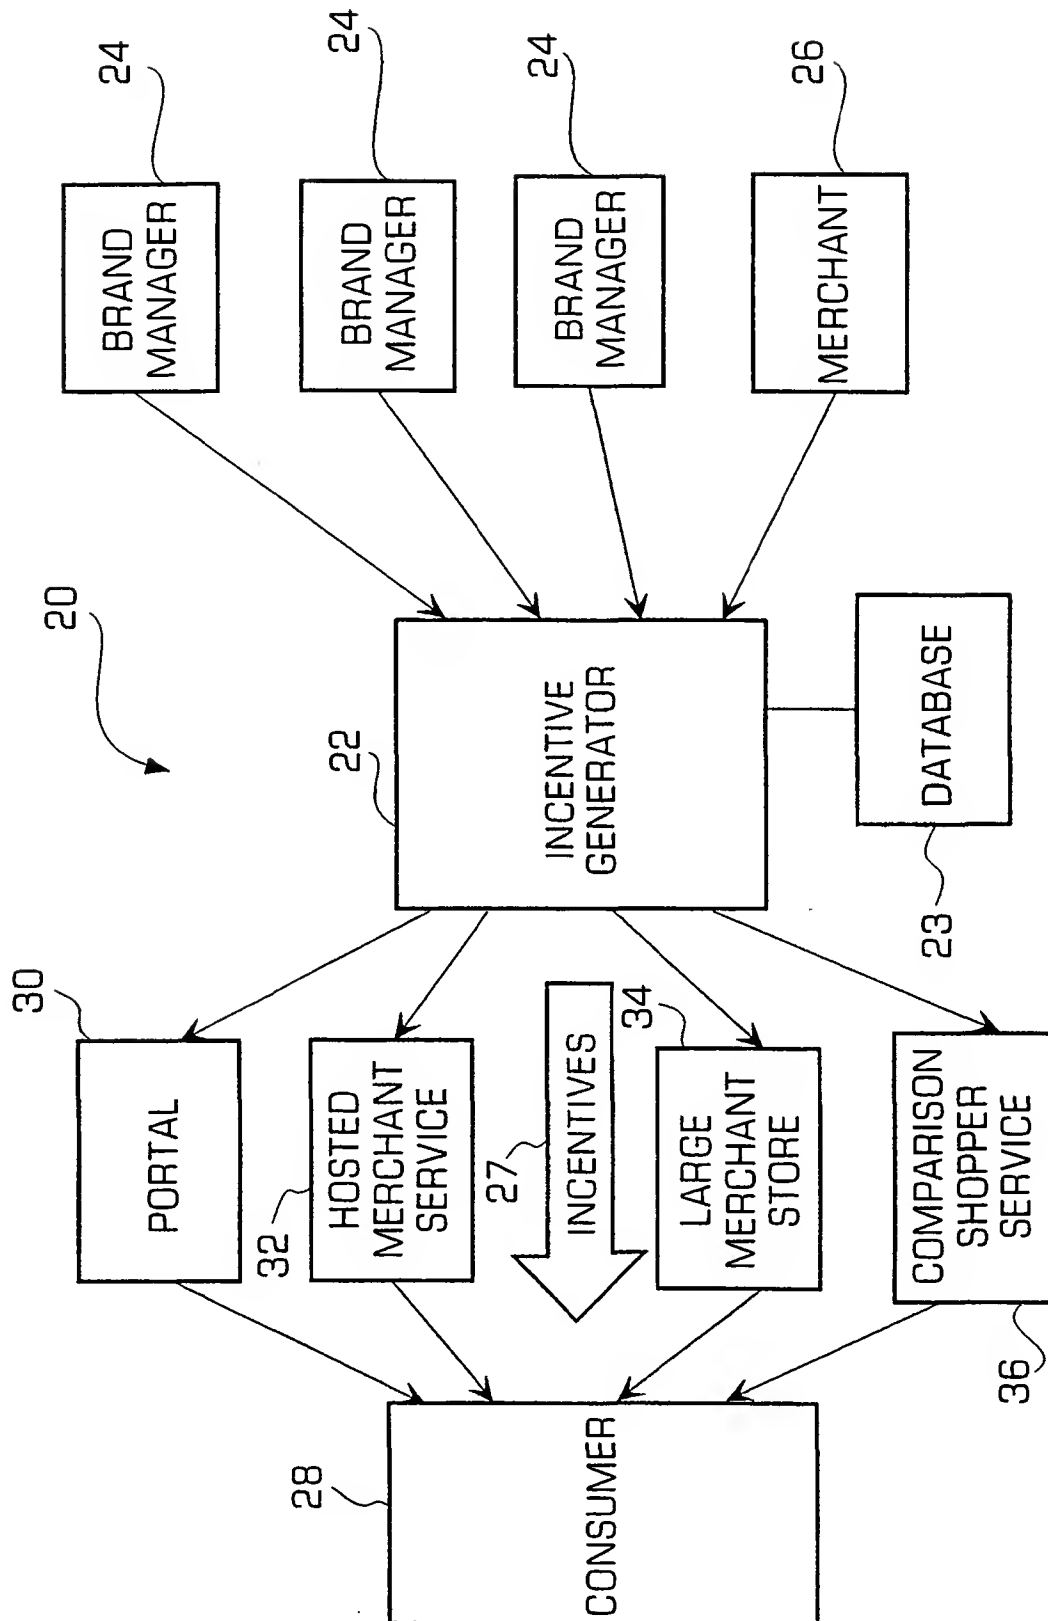 20
30
PORTAL
32
HOSTED
MERCHANT
SERVICE
27
INCENTIVES
34
LARGE
MERCHANT
STORE
COMPARISON
SHOPPER
SERVICE
36
28
CONSUMER
22
INCENTIVE
GENERATOR
23
DATABASE
BRAND
MANAGER
24
BRAND
MANAGER
24
BRAND
MANAGER
24
MERCHANT
26